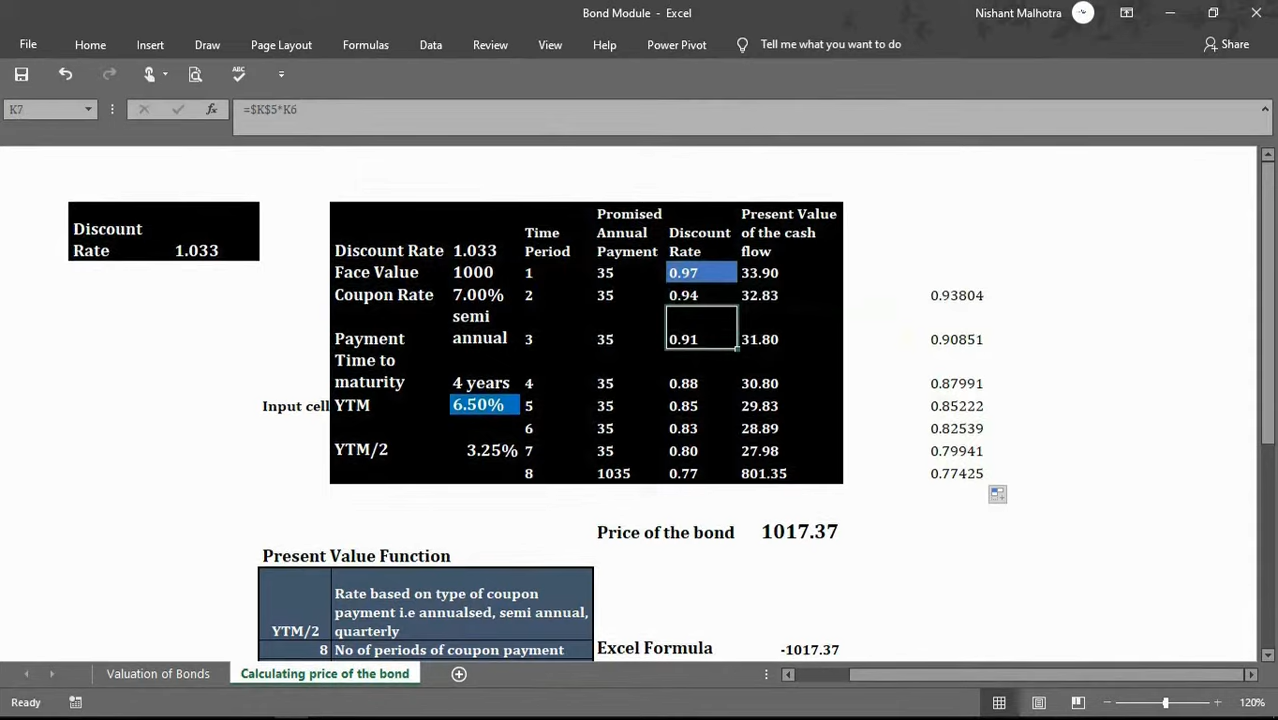 Bond Module - Excel
Nishant Malhotra
File Home Insert Draw Page Layout Formulas Data Review View Help Power Pivot Tell me what you want to do Share
ABC
K7 fx =$K$5*K6
Discount
Rate 1.033
Discount Rate 1.033 Time Period Promised Annual Payment Discount Rate Present Value of the cash flow
Face Value 1000 1 35 0.97 33.90
Coupon Rate 7.00% 2 35 0.94 32.83 0.93804
Payment semi annual 3 35 0.91 31.80 0.90851
Time to maturity 4 years 4 35 0.88 30.80 0.87991
Input cell YTM 6.50% 5 35 0.85 29.83 0.85222
6 35 0.83 28.89 0.82539
YTM/2 3.25% 7 35 0.80 27.98 0.79941
8 1035 0.77 801.35 0.77425
Price of the bond 1017.37
Present Value Function
YTM/2 Rate based on type of coupon payment i.e annualsed, semi annual, quarterly
8 No of periods of coupon payment
Excel Formula -1017.37
Valuation of Bonds Calculating price of the bond
Ready 120%